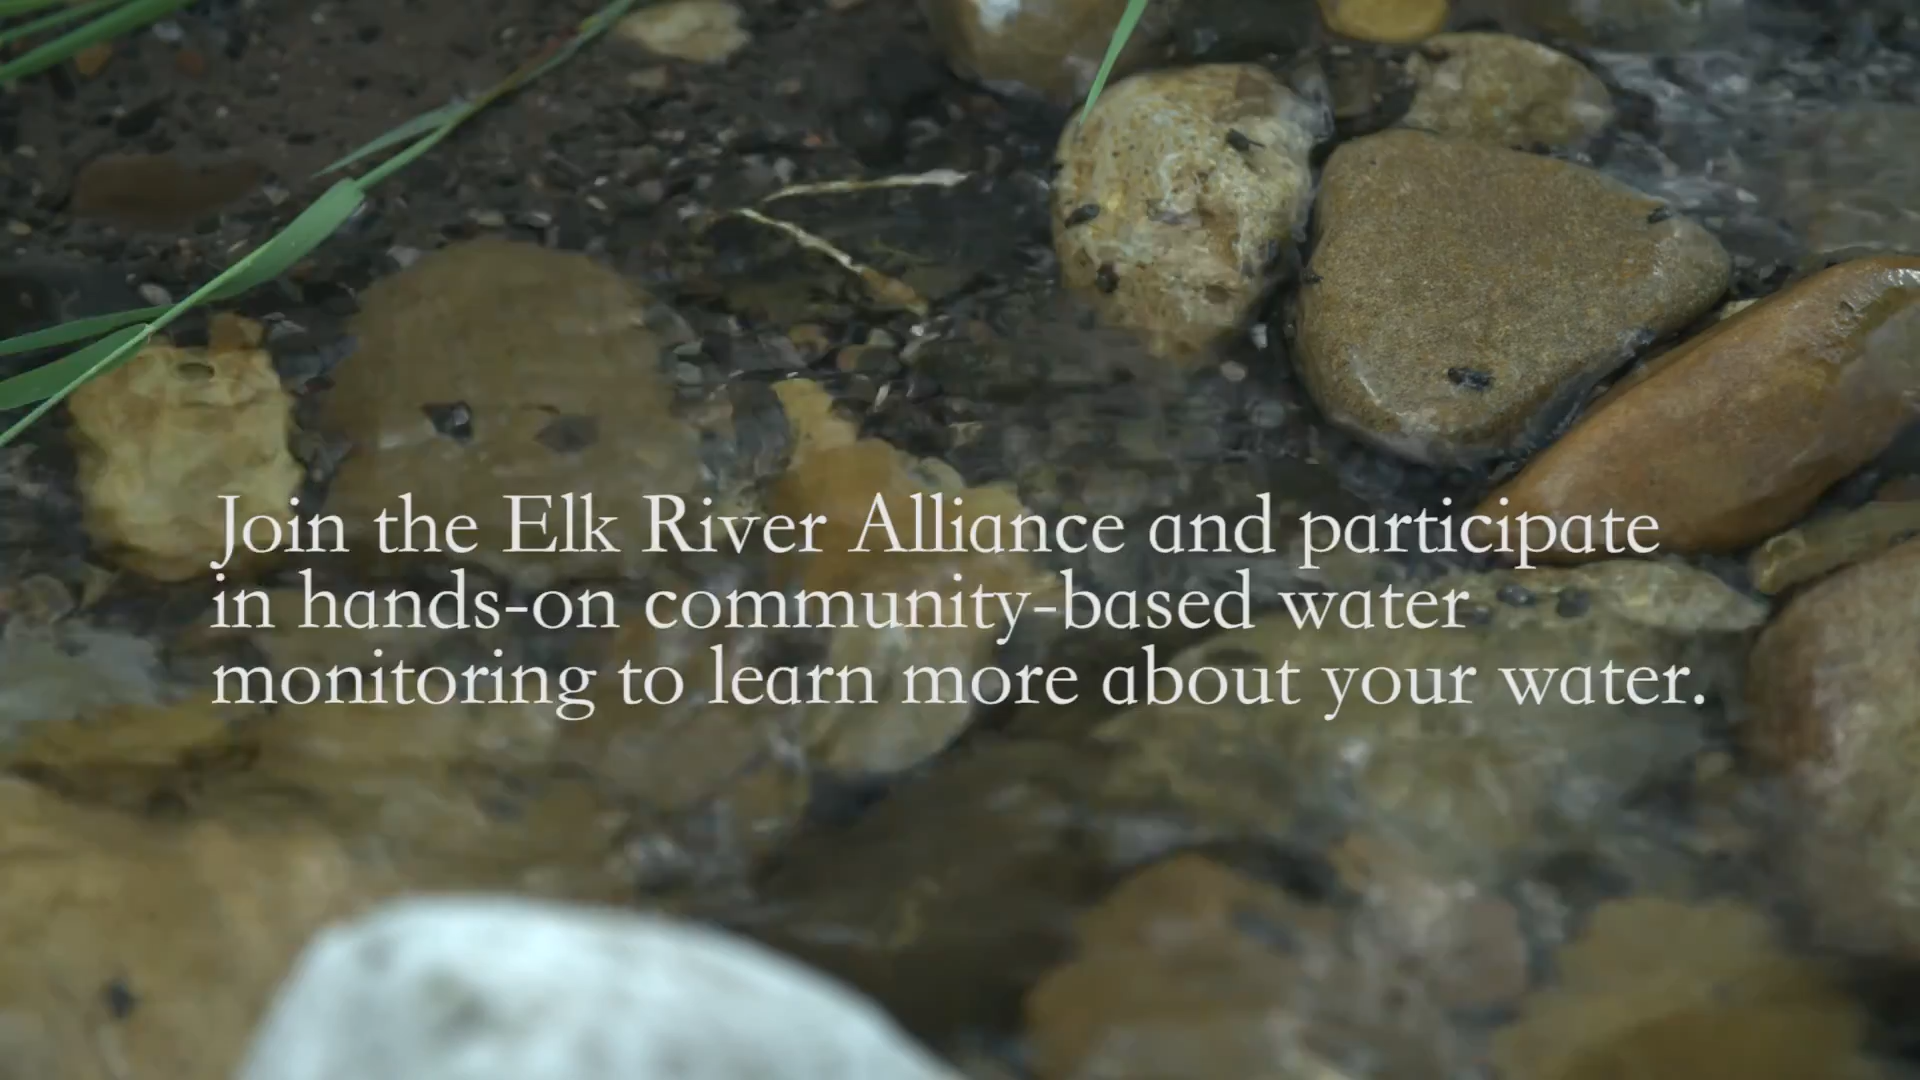 Join the Elk River Alliance and participate
in hands-on community-based water
monitoring to learn more about your water.